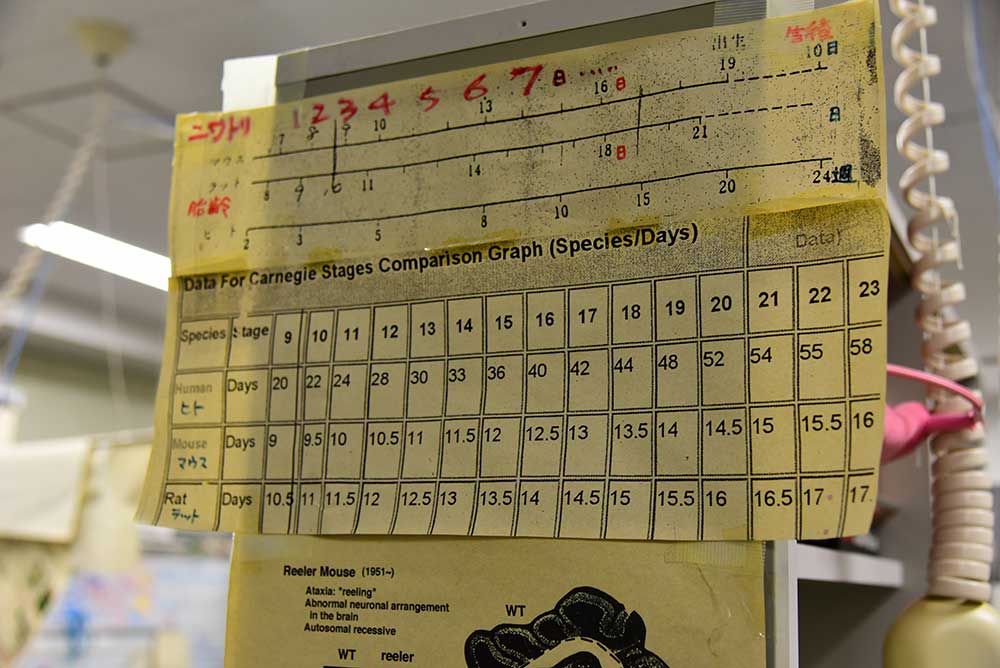 出生 生後
ニワトリ 1 2 3 4 5 6 7日....
7 8 9 10 13 16日 19 10日
マウス
8 9 10 11 14 18日 21 日
ラット
胎齢
ヒト
2 3 5 8 10 15 20 24週
Data For Carnegie Stages Comparison Graph (Species/Days) Data)
Species Stage 9 10 11 12 13 14 15 16 17 18 19 20 21 22 23
Human Days 20 22 24 28 30 33 36 40 42 44 48 52 54 55 58
ヒト
Mouse Days 9 9.5 10 10.5 11 11.5 12 12.5 13 13.5 14 14.5 15 15.5 16
マウス
Rat Days 10.5 11 11.5 12 12.5 13 13.5 14 14.5 15 15.5 16 16.5 17 17.
ラット
Reeler Mouse (1951~)
Ataxia: "reeling"
Abnormal neuronal arrangement
in the brain
Autosomal recessive
WT
WT reeler